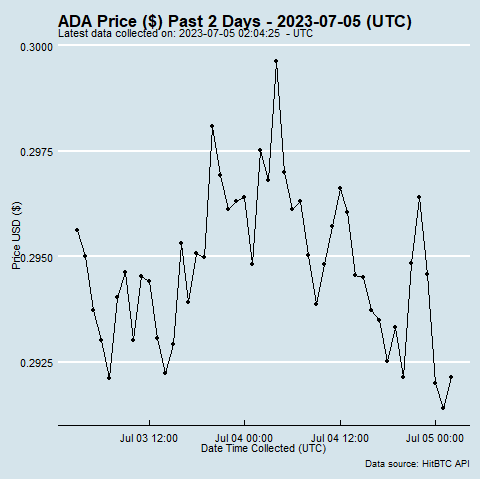 ADA Price ($) Past 2 Days - 2023-07-05 (UTC)
Latest data collected on: 2023-07-05 02:04:25 - UTC
0.3000
0.2975
0.2950
0.2925
Price USD ($)
Jul 03 12:00
Jul 04 00:00
Jul 04 12:00
Jul 05 00:00
Date Time Collected (UTC)
Data source: HitBTC API